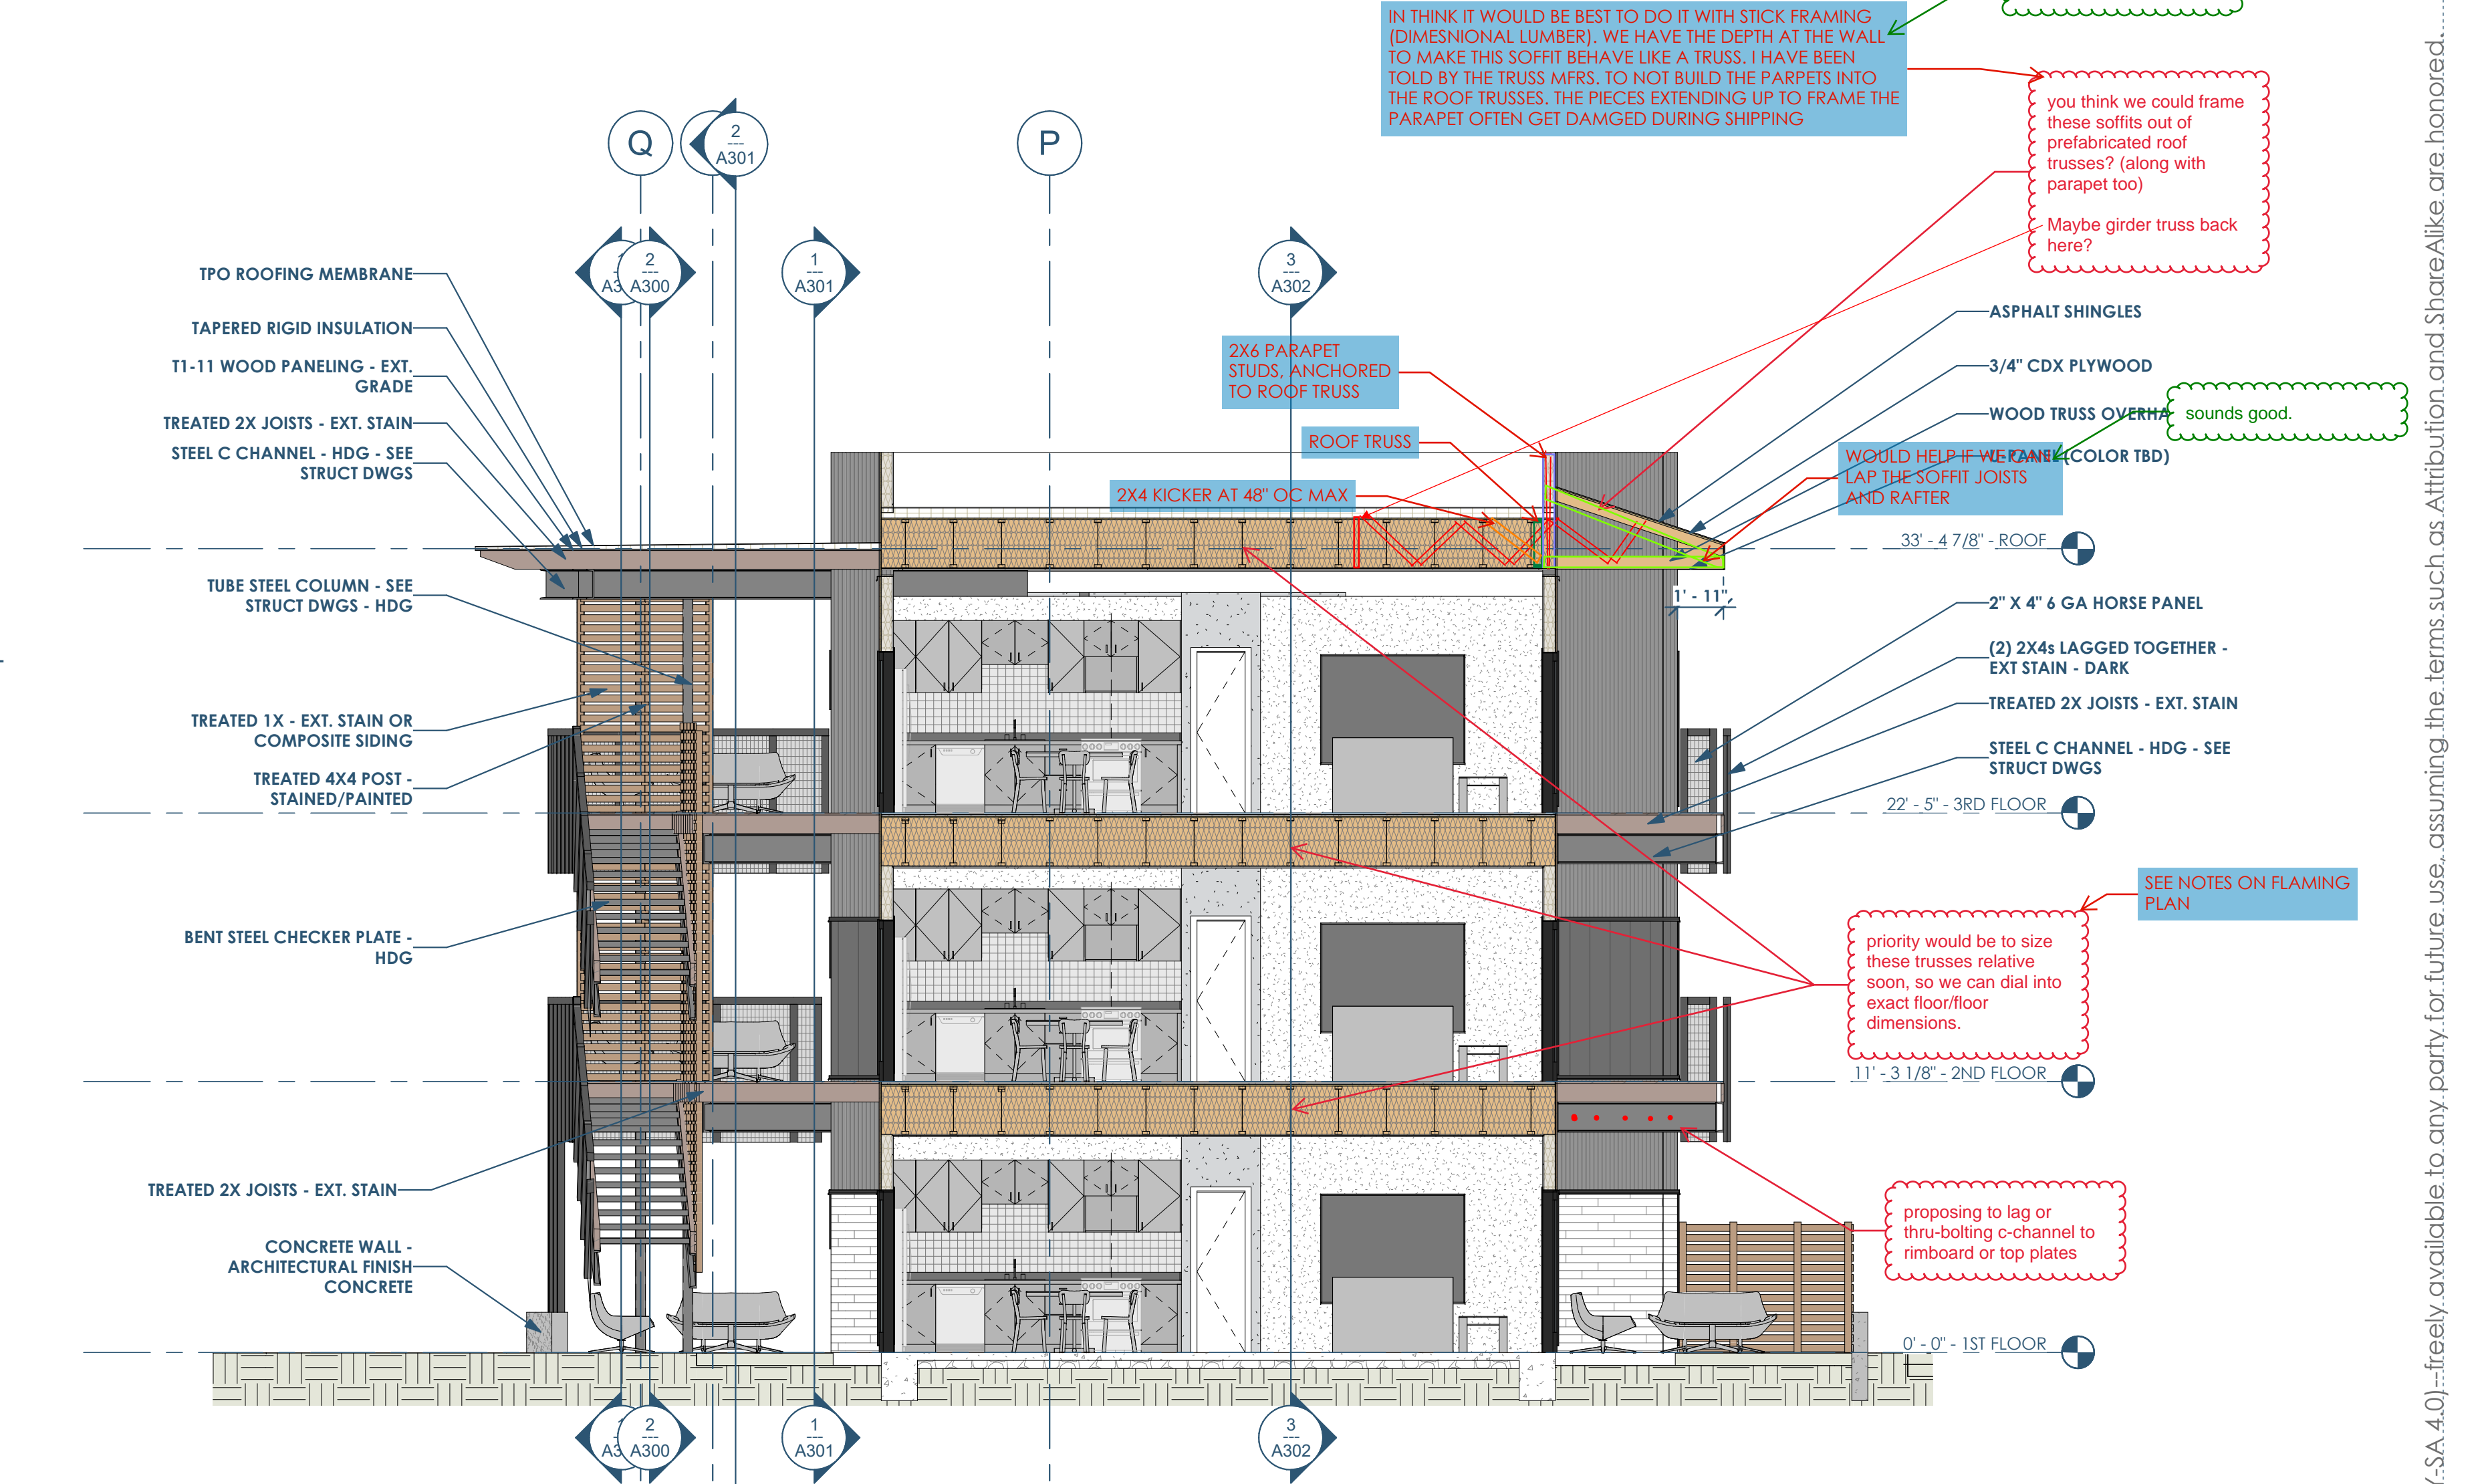 IN THINK IT WOULD BE BEST TO DO IT WITH STICK FRAMING
(DIMESNIONAL LUMBER). WE HAVE THE DEPTH AT THE WALL
TO MAKE THIS SOFFIT BEHAVE LIKE A TRUSS. I HAVE BEEN
TOLD BY THE TRUSS MFRS. TO NOT BUILD THE PARPETS INTO
THE ROOF TRUSSES. THE PIECES EXTENDING UP TO FRAME THE
PARAPET OFTEN GET DAMGED DURING SHIPPING
you think we could frame
these soffits out of
prefabricated roof
trusses? (along with
parapet too)
Maybe girder truss back
here?
Q
2
---
A301
P
2
---
A300
1
---
A301
3
---
A302
TPO ROOFING MEMBRANE
TAPERED RIGID INSULATION
T1-11 WOOD PANELING - EXT.
GRADE
TREATED 2X JOISTS - EXT. STAIN
STEEL C CHANNEL - HDG - SEE
STRUCT DWGS
TUBE STEEL COLUMN - SEE
STRUCT DWGS - HDG
TREATED 1X - EXT. STAIN OR
COMPOSITE SIDING
TREATED 4X4 POST -
STAINED/PAINTED
BENT STEEL CHECKER PLATE -
HDG
TREATED 2X JOISTS - EXT. STAIN
CONCRETE WALL -
ARCHITECTURAL FINISH
CONCRETE
2X6 PARAPET
STUDS, ANCHORED
TO ROOF TRUSS
ROOF TRUSS
2X4 KICKER AT 48" OC MAX
ASPHALT SHINGLES
3/4" CDX PLYWOOD
WOOD TRUSS
sounds good.
(COLOR TBD)
WOULD HELP IF WE CAN
LAP THE SOFFIT JOISTS
AND RAFTER
33' - 4 7/8" - ROOF
1' - 11"
2" X 4" 6 GA HORSE PANEL
(2) 2X4s LAGGED TOGETHER -
EXT STAIN - DARK
TREATED 2X JOISTS - EXT. STAIN
STEEL C CHANNEL - HDG - SEE
STRUCT DWGS
22' - 5" - 3RD FLOOR
SEE NOTES ON FLAMING
PLAN
priority would be to size
these trusses relative
soon, so we can dial into
exact floor/floor
dimensions.
11' - 3 1/8" - 2ND FLOOR
proposing to lag or
thru-bolting c-channel to
rimboard or top plates
0' - 0" - 1ST FLOOR
2
---
A300
1
---
A301
3
---
A302
-SA 4.0)--freely available to any party for future use, assuming the terms such as Attibution and ShareAlike are honored.